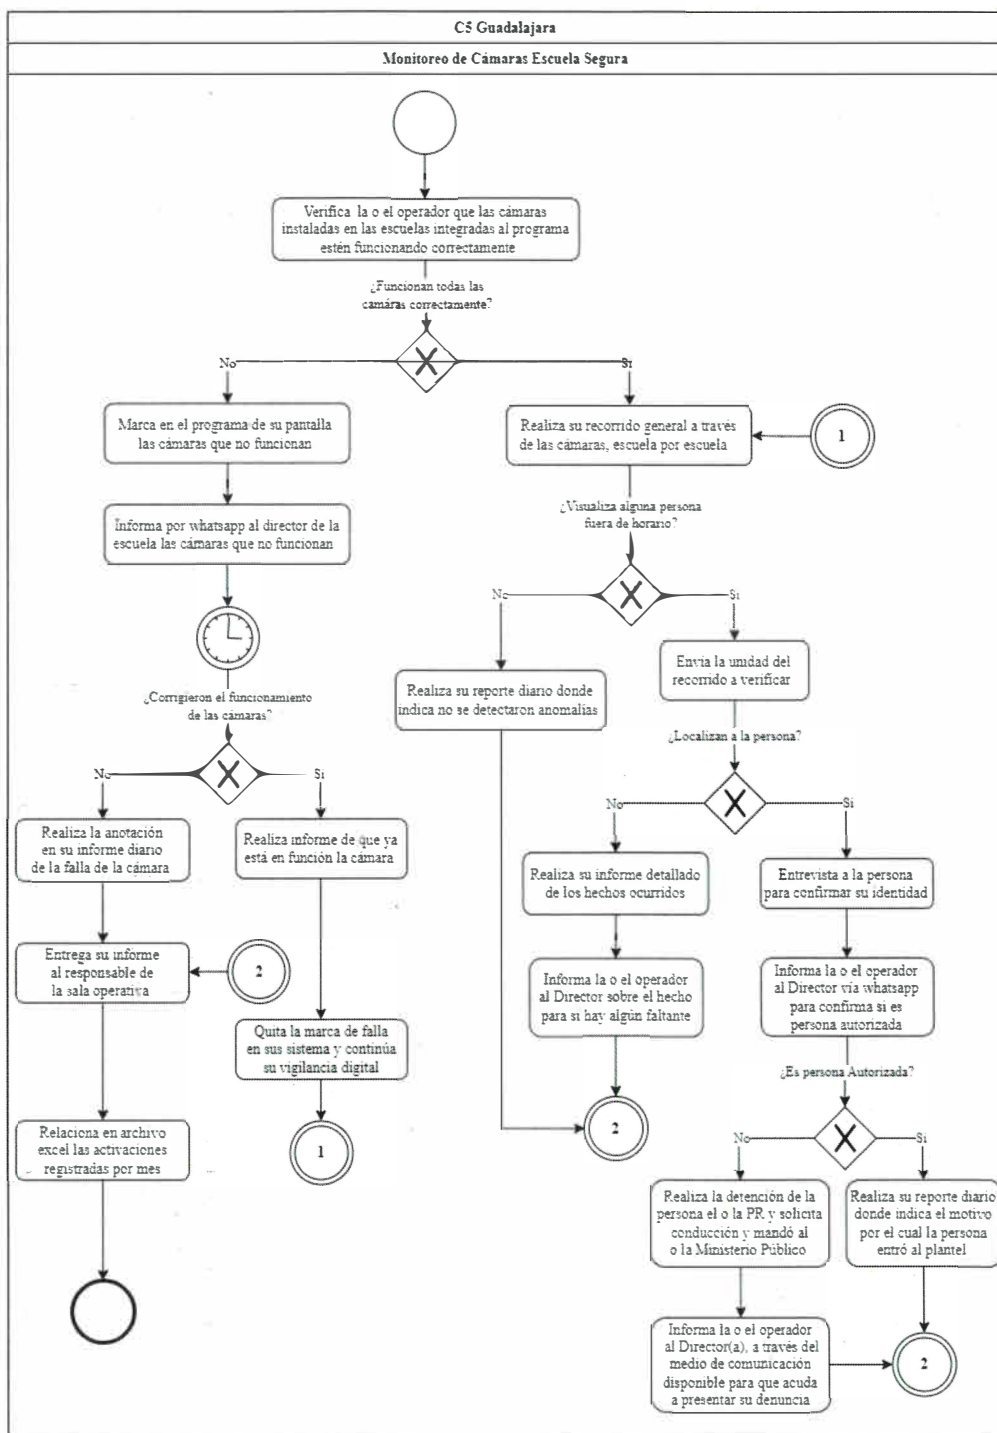 C5 Guadalajara
Monitoreo de Cámaras Escuela Segura
Verifica la o el operador que las cámaras
instaladas en las escuelas integradas al programa
estén funcionando correctamente
¿Funcionan todas las
camáras correctamente?
No
Si
Marca en el programa de su pantalla
las cámaras que no funcionan
Realiza su recorrido general a través
de las cámaras, escuela por escuela
1
Informa por whatsapp al director de la
escuela las cámaras que no funcionan
¿Visualiza alguna persona
fuera de horario?
No
Si
¿Corrigieron el funcionamiento
de las cámaras?
No
Si
Realiza su reporte diario donde
indica no se detectaron anomalías
Envía la unidad del
recorrido a verificar
¿Localizan a la persona?
No
Si
Realiza la anotación
en su informe diario
de la falla de la cámara
Realiza informe de que ya
está en función la cámara
Realiza su informe detallado
de los hechos ocurridos
Entrevista a la persona
para confirmar su identidad
Entrega su informe
al responsable de
la sala operativa
2
Informa la o el operador
al Director sobre el hecho
para si hay algún faltante
Informa la o el operador
al Director vía whatsapp
para confirma si es
persona autorizada
Quita la marca de falla
en sus sistema y continúa
su vigilancia digital
¿Es persona Autorizada?
No
Si
Relaciona en archivo
excel las activaciones
registradas por mes
1
2
Realiza la detención de la
persona el o la PR y solicita
conducción y mandó al
o la Ministerio Público
Realiza su reporte diario
donde indica el motivo
por el cual la persona
entró al plantel
Informa la o el operador
al Director(a), a través del
medio de comunicación
disponible para que acuda
a presentar su denuncia
2